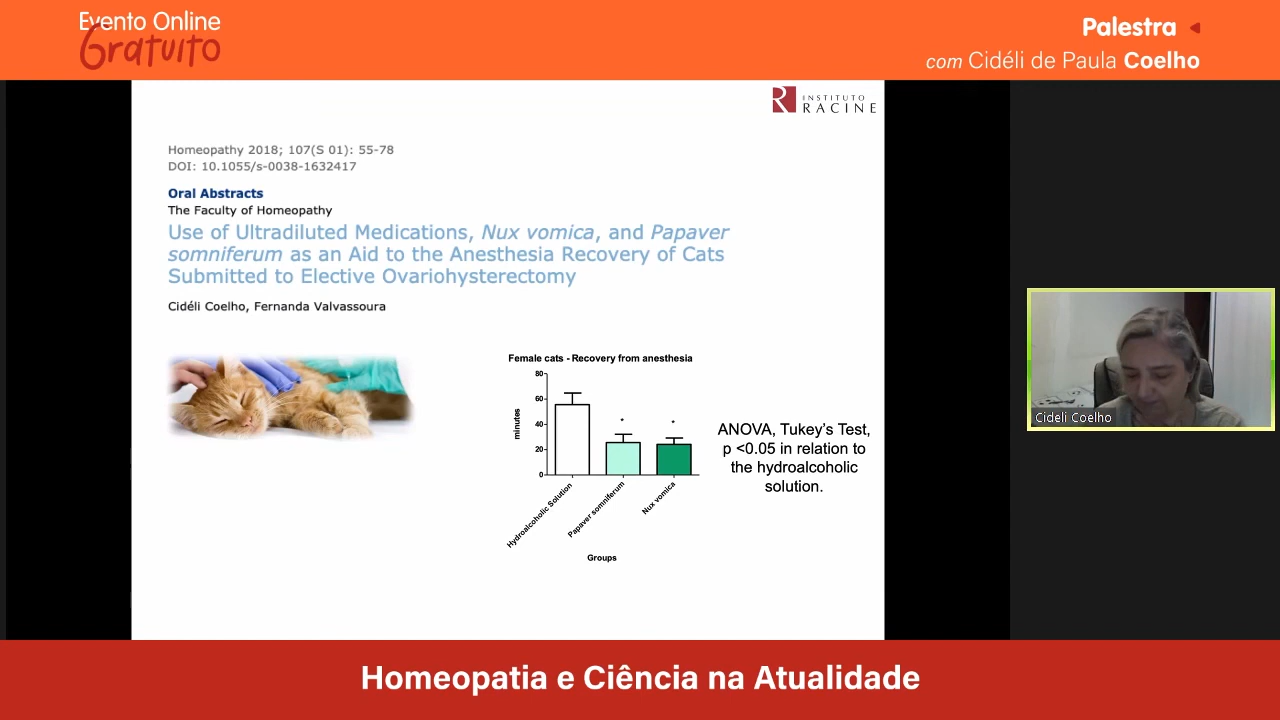 Evento Online
Gratuito
Palestra
com Cidéli de Paula Coelho
INSTITUTO
RACINE
Homeopathy 2018; 107(S 01): 55-78
DOI: 10.1055/s-0038-1632417
Oral Abstracts
The Faculty of Homeopathy
Use of Ultradiluted Medications, Nux vomica, and Papaver
somniferum as an Aid to the Anesthesia Recovery of Cats
Submitted to Elective Ovariohysterectomy
Cidéli Coelho, Fernanda Valvassoura
Female cats - Recovery from anesthesia
minutes
80
60
40
20
0
*
*
Hydroalcoholic Solution
Papaver somniferum
Nux vomica
Groups
ANOVA, Tukey's Test,
p <0.05 in relation to
the hydroalcoholic
solution.
Cideli Coelho
Homeopatia e Ciência na Atualidade